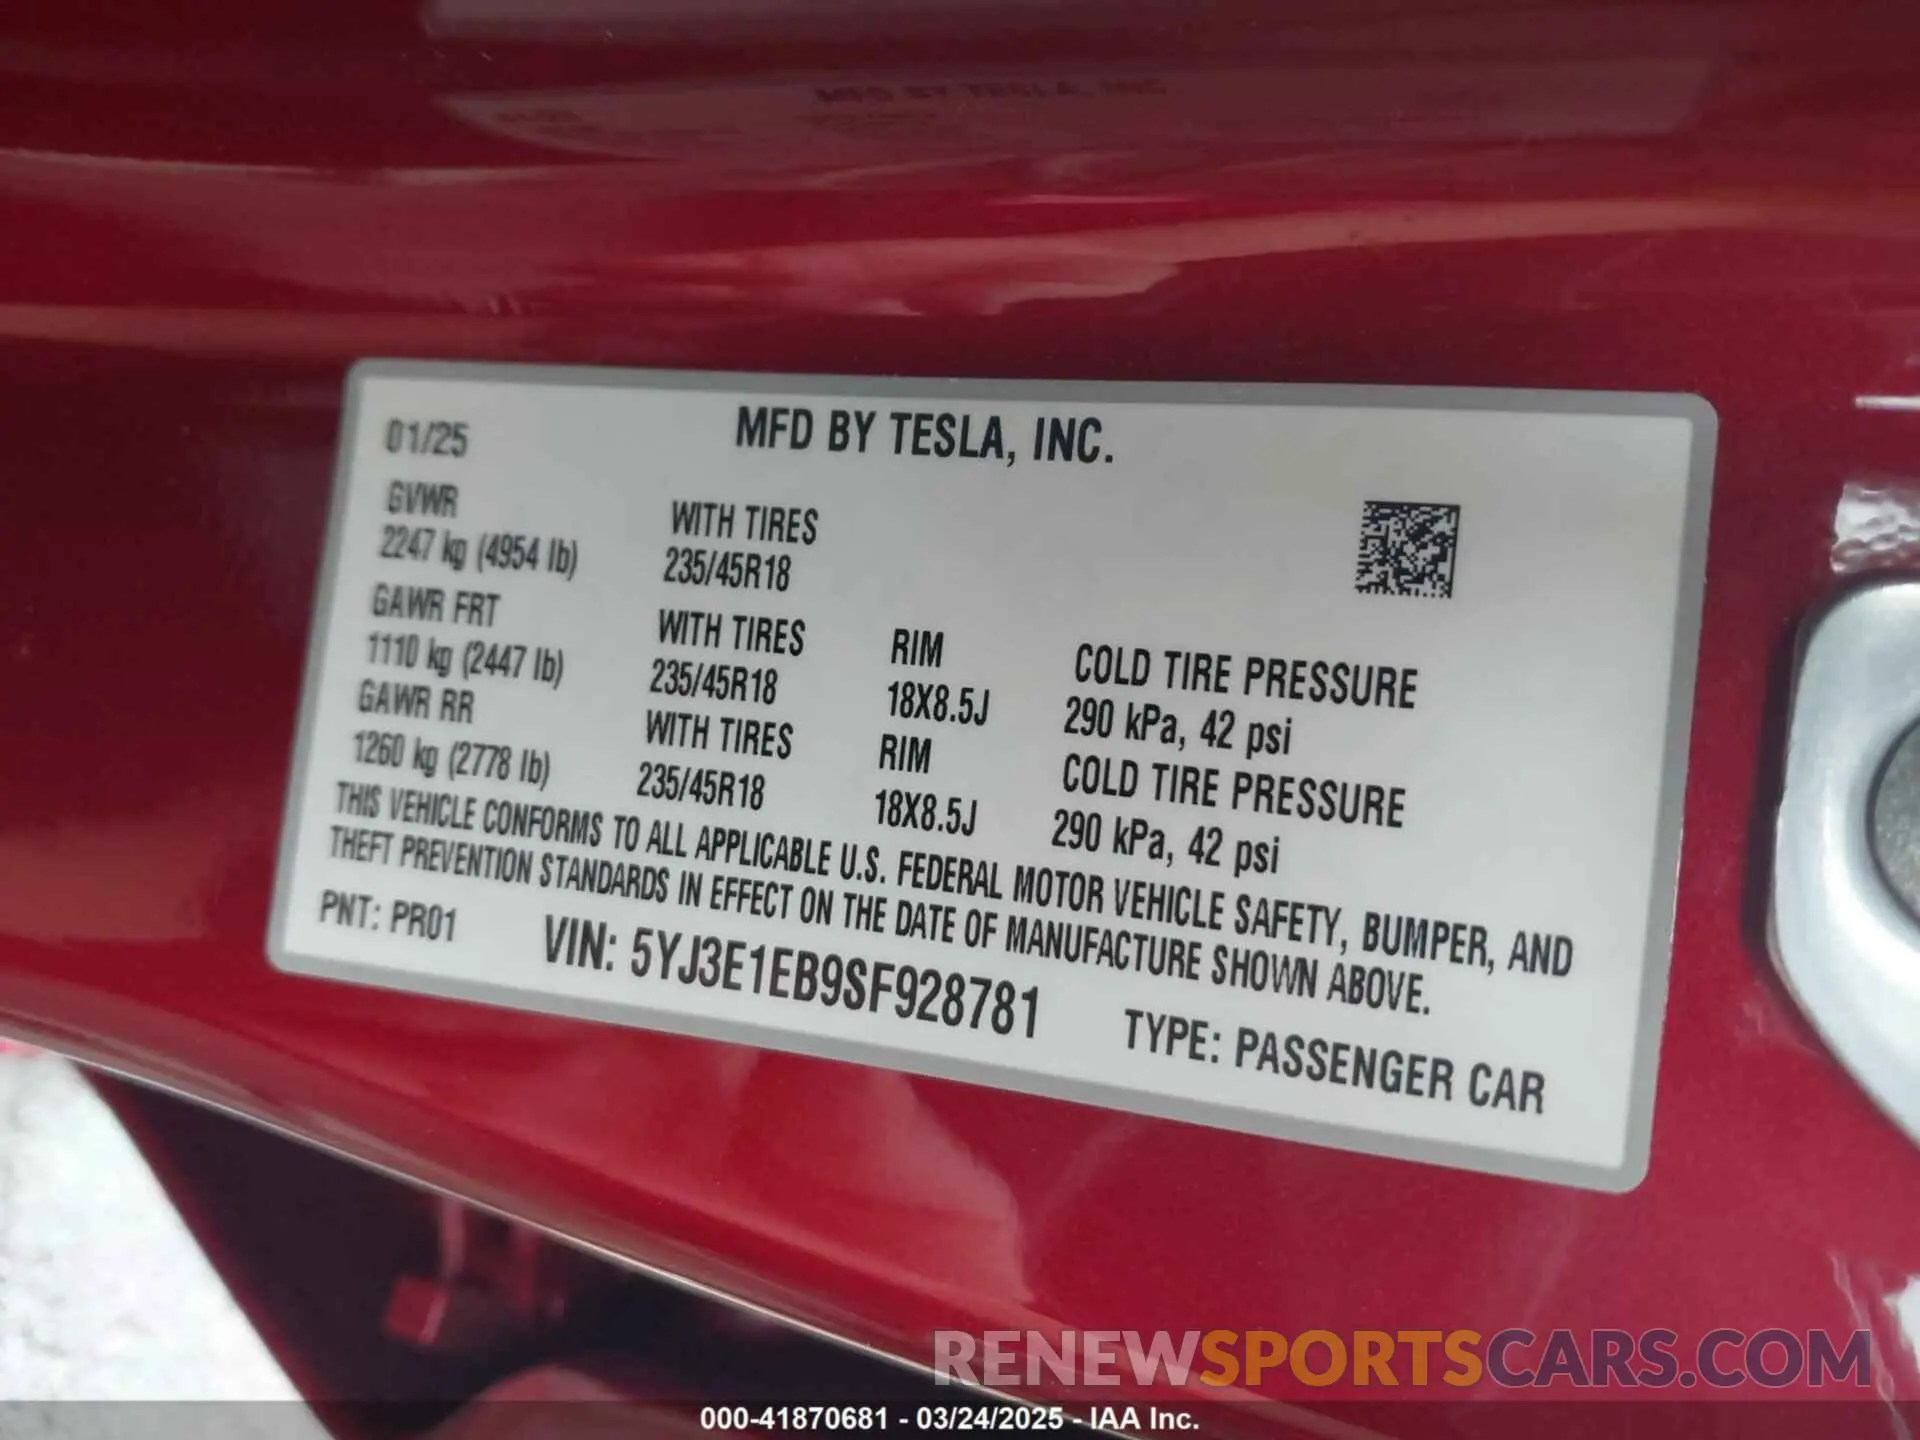 01/25 MFD BY TESLA, INC.
GVWR WITH TIRES
2247 kg (4954 lb) 235/45R18
GAWR FRT WITH TIRES RIM COLD TIRE PRESSURE
1110 kg (2447 lb) 235/45R18 18X8.5J 290 kPa, 42 psi
GAWR RR WITH TIRES RIM COLD TIRE PRESSURE
1260 kg (2778 lb) 235/45R18 18X8.5J 290 kPa, 42 psi
THIS VEHICLE CONFORMS TO ALL APPLICABLE U.S. FEDERAL MOTOR VEHICLE SAFETY, BUMPER, AND
THEFT PREVENTION STANDARDS IN EFFECT ON THE DATE OF MANUFACTURE SHOWN ABOVE.
PNT: PR01 VIN: 5YJ3E1EB9SF928781 TYPE: PASSENGER CAR
RENEWSPORTSCARS.COM
000-41870681 - 03/24/2025 - IAA Inc.